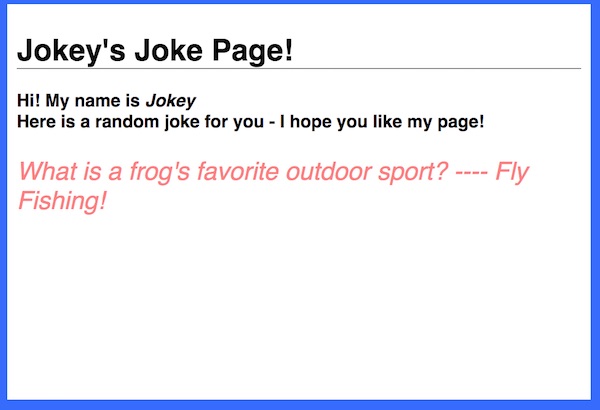 Jokey's Joke Page!
Hi! My name is Jokey
Here is a random joke for you - I hope you like my page!
What is a frog's favorite outdoor sport? ---- Fly
Fishing!